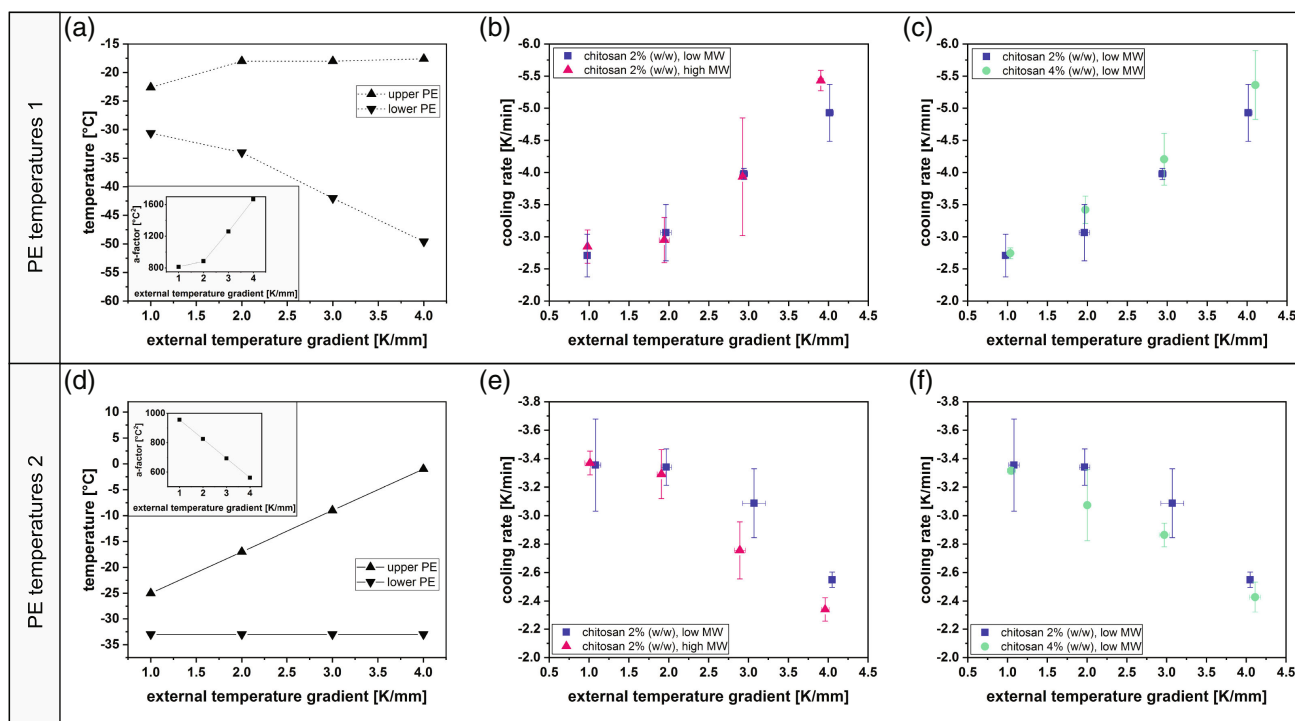 PE temperatures 1
(a)
-15
-20
-25
-30
-35
-40
-45
-50
-55
-60
temperature [°C]
upper PE
lower PE
1600
1200
800
a-factor [°C²]
1 2 3 4
external temperature gradient [K/mm]
1.0 1.5 2.0 2.5 3.0 3.5 4.0
external temperature gradient [K/mm]
(b)
-6.0
-5.5
-5.0
-4.5
-4.0
-3.5
-3.0
-2.5
-2.0
cooling rate [K/min]
chitosan 2% (w/w), low MW
chitosan 2% (w/w), high MW
0.5 1.0 1.5 2.0 2.5 3.0 3.5 4.0 4.5
external temperature gradient [K/mm]
(c)
-6.0
-5.5
-5.0
-4.5
-4.0
-3.5
-3.0
-2.5
-2.0
cooling rate [K/min]
chitosan 2% (w/w), low MW
chitosan 4% (w/w), low MW
0.5 1.0 1.5 2.0 2.5 3.0 3.5 4.0 4.5
external temperature gradient [K/mm]
PE temperatures 2
(d)
10
5
0
-5
-10
-15
-20
-25
-30
-35
temperature [°C]
1000
800
600
a-factor [°C²]
1 2 3 4
external temperature gradient [K/mm]
upper PE
lower PE
1.0 1.5 2.0 2.5 3.0 3.5 4.0
external temperature gradient [K/mm]
(e)
-3.8
-3.6
-3.4
-3.2
-3.0
-2.8
-2.6
-2.4
-2.2
-2.0
cooling rate [K/min]
chitosan 2% (w/w), low MW
chitosan 2% (w/w), high MW
0.5 1.0 1.5 2.0 2.5 3.0 3.5 4.0 4.5
external temperature gradient [K/mm]
(f)
-3.8
-3.6
-3.4
-3.2
-3.0
-2.8
-2.6
-2.4
-2.2
-2.0
cooling rate [K/min]
chitosan 2% (w/w), low MW
chitosan 4% (w/w), low MW
0.5 1.0 1.5 2.0 2.5 3.0 3.5 4.0 4.5
external temperature gradient [K/mm]